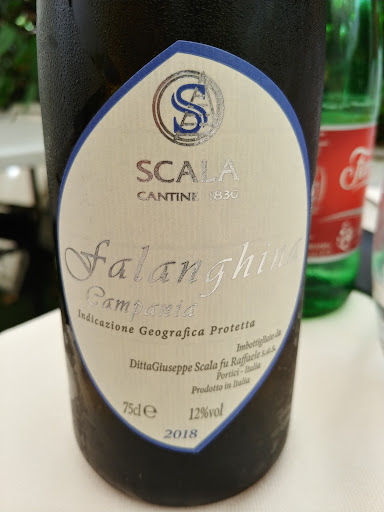 S
SCALA
CANTINE 1830
Falanghina
Campania
Indicazione Geografica Protetta
Imbottigliato da
DittaGiuseppe Scala fu Raffaele s.a.s.
Portici - Italia
Prodotto in Italia
75cl e
12%vol
2018